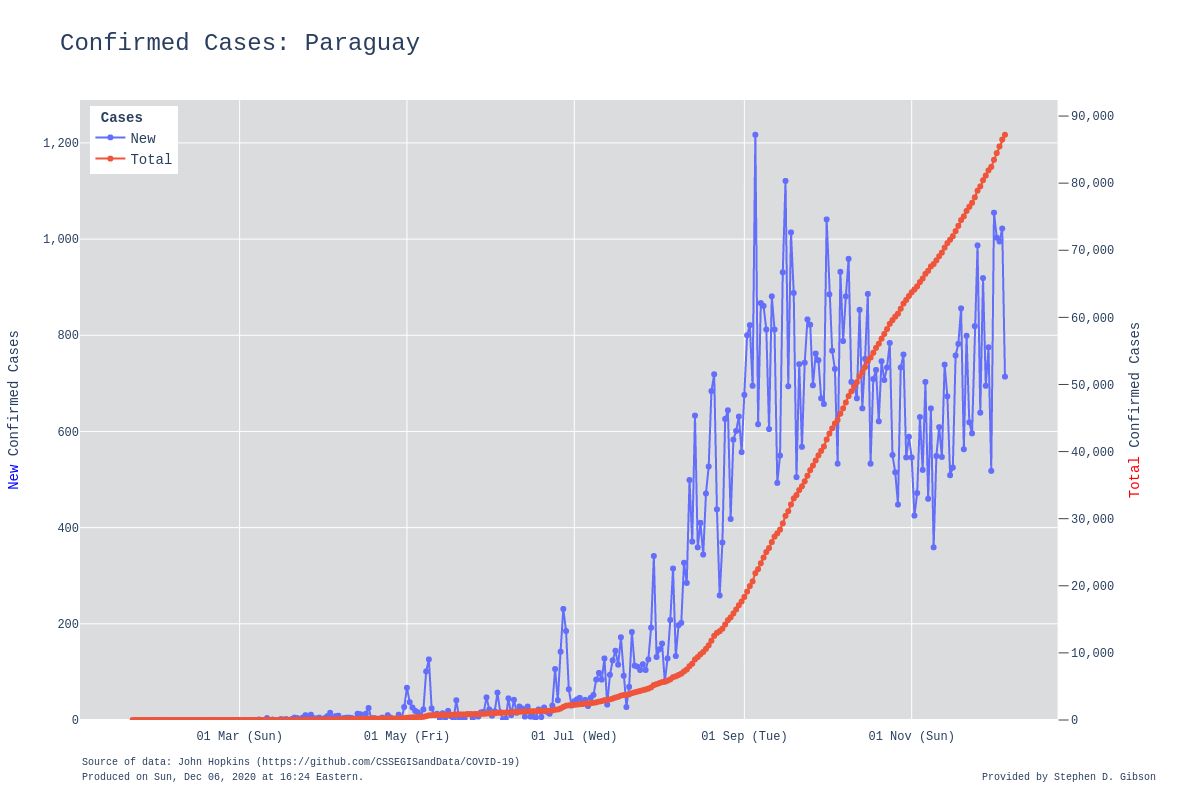 Confirmed Cases: Paraguay
Cases
New
Total
1,200
1,000
800
600
400
200
0
90,000
80,000
70,000
60,000
50,000
40,000
30,000
20,000
10,000
0
New Confirmed Cases
Total Confirmed Cases
01 Mar (Sun)
01 May (Fri)
01 Jul (Wed)
01 Sep (Tue)
01 Nov (Sun)
Source of data: John Hopkins (https://github.com/CSSEGISandData/COVID-19)
Produced on Sun, Dec 06, 2020 at 16:24 Eastern.
Provided by Stephen D. Gibson